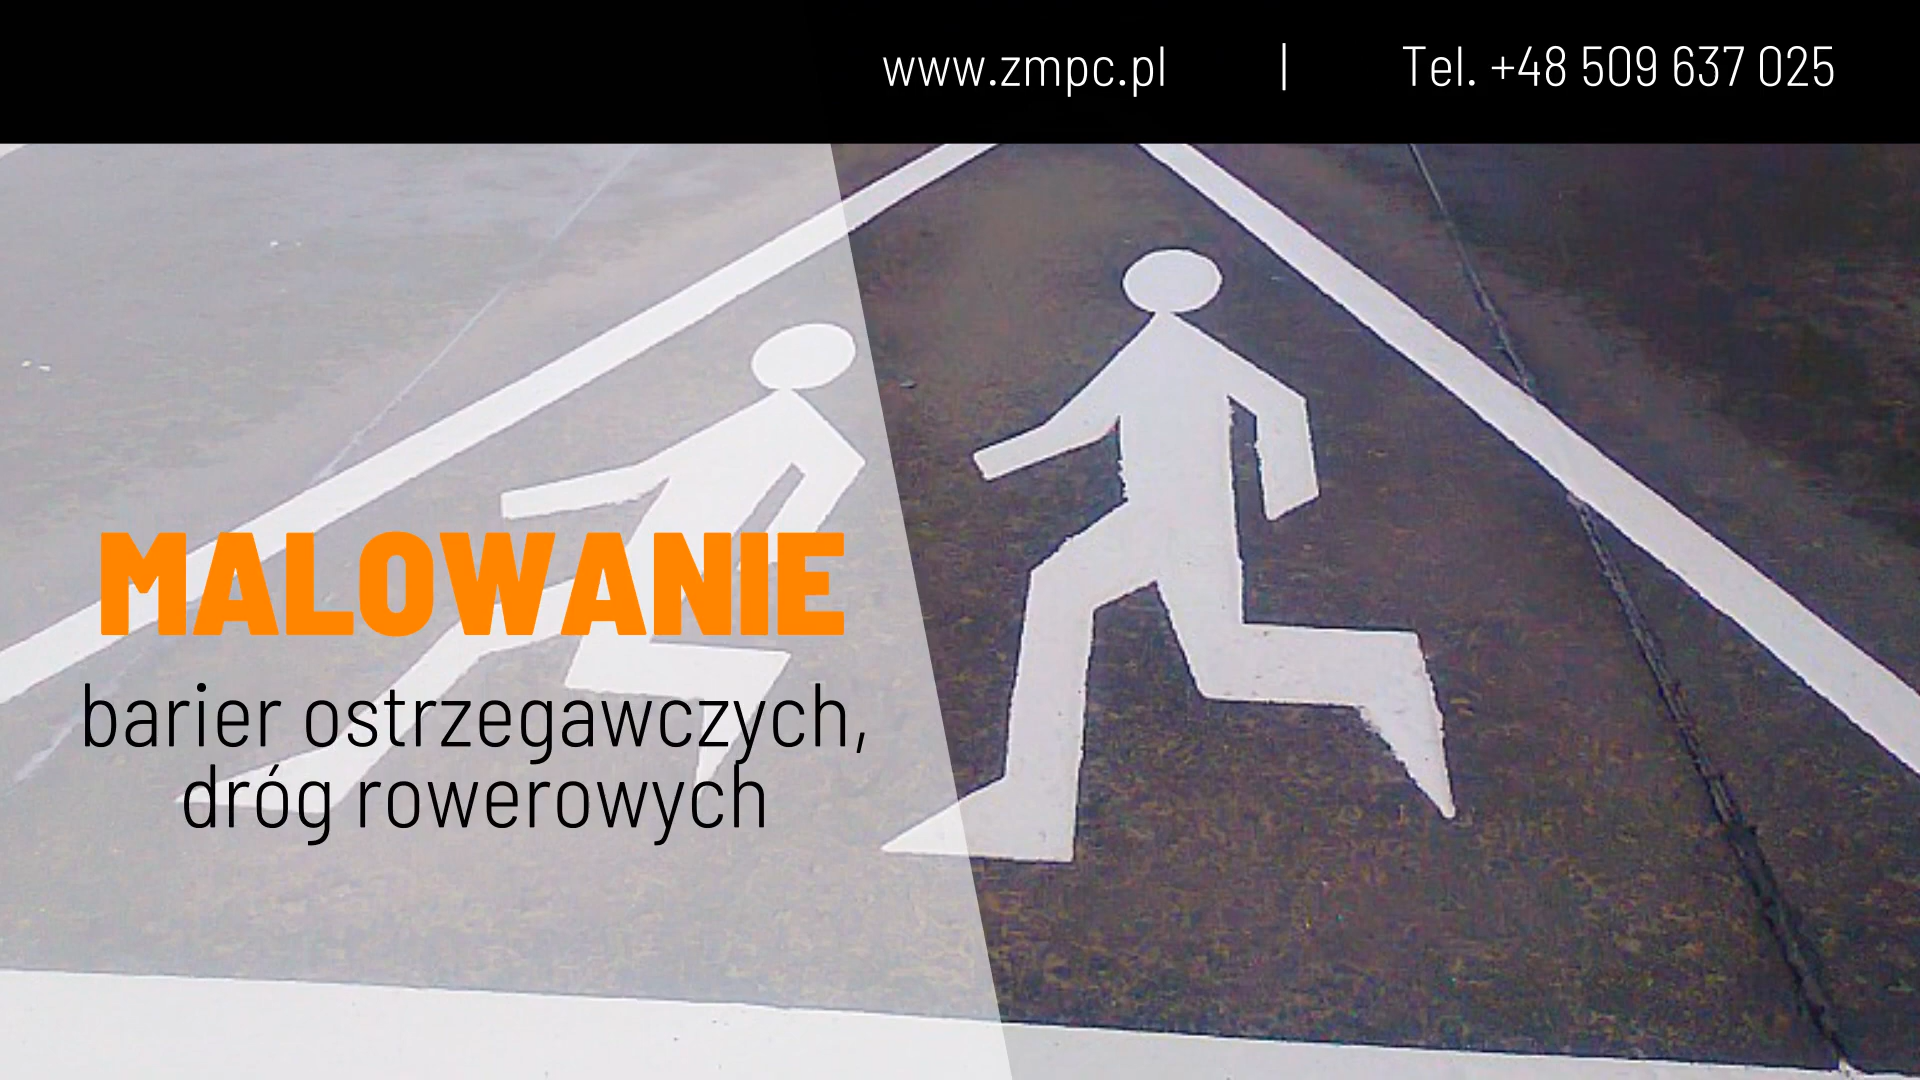 www.zmpc.pl | Tel. +48 509 637 025
MALOWANIE
barier ostrzegawczych,
dróg rowerowych